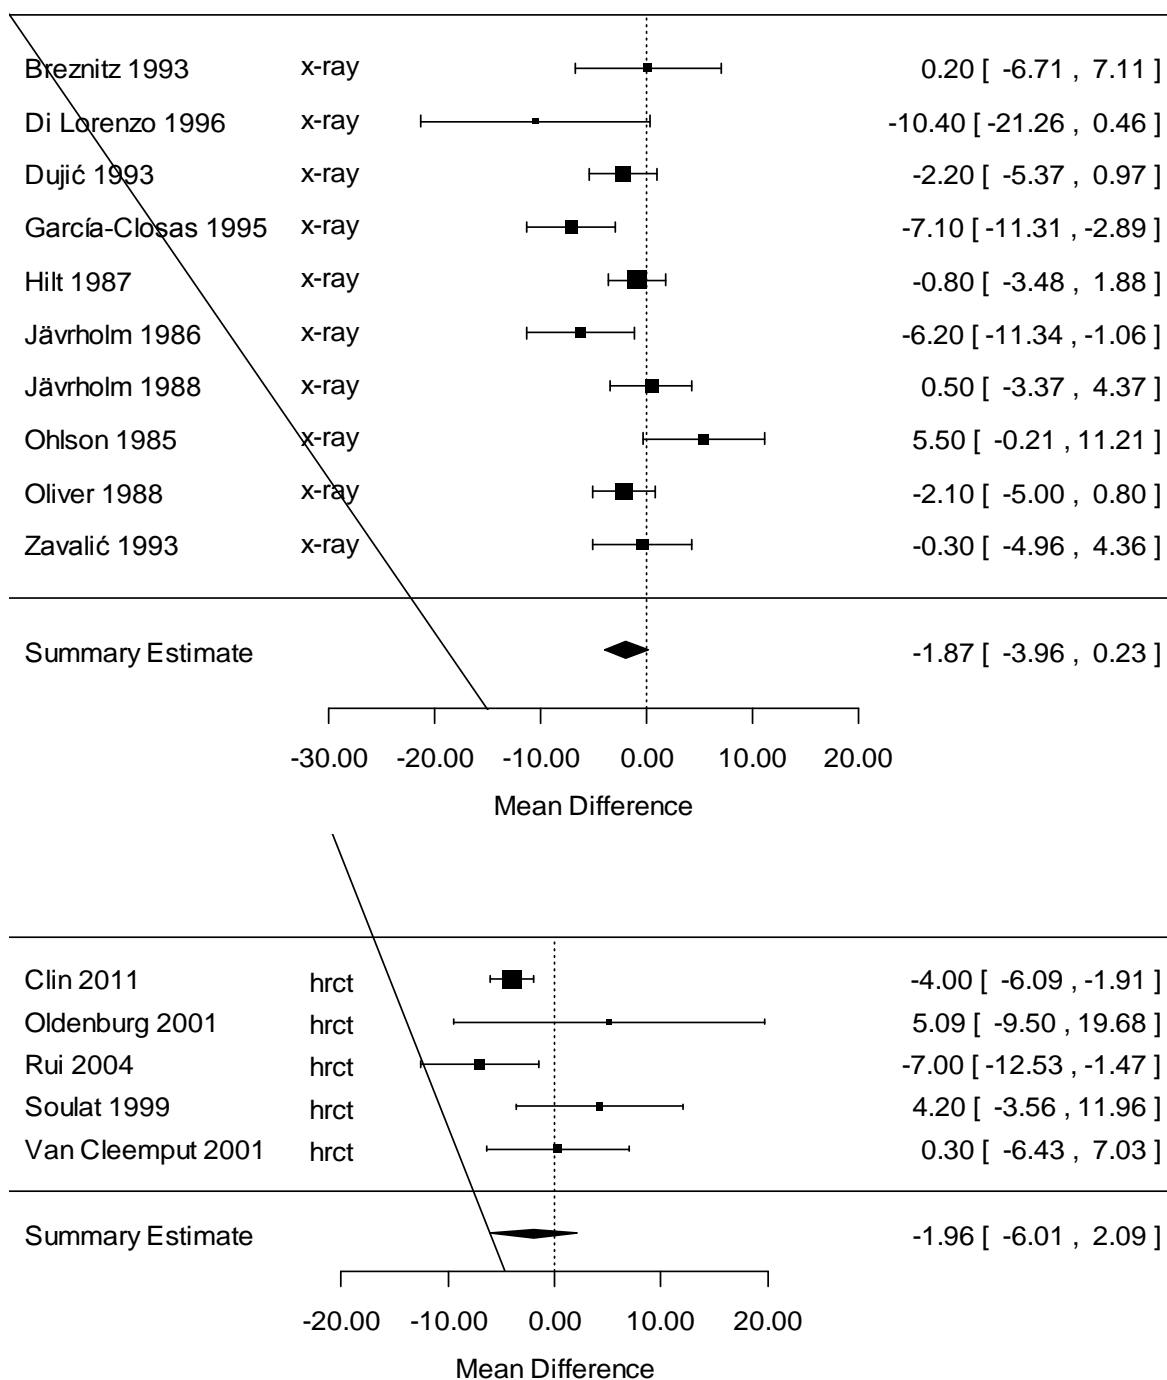 Breznitz 1993 x-ray 0.20 [ -6.71 , 7.11 ]
Di Lorenzo 1996 x-ray -10.40 [ -21.26 , 0.46 ]
Dujić 1993 x-ray -2.20 [ -5.37 , 0.97 ]
García-Closas 1995 x-ray -7.10 [ -11.31 , -2.89 ]
Hilt 1987 x-ray -0.80 [ -3.48 , 1.88 ]
Jävrholm 1986 x-ray -6.20 [ -11.34 , -1.06 ]
Jävrholm 1988 x-ray 0.50 [ -3.37 , 4.37 ]
Ohlson 1985 x-ray 5.50 [ -0.21 , 11.21 ]
Oliver 1988 x-ray -2.10 [ -5.00 , 0.80 ]
Zavalić 1993 x-ray -0.30 [ -4.96 , 4.36 ]
Summary Estimate -1.87 [ -3.96 , 0.23 ]
-30.00 -20.00 -10.00 0.00 10.00 20.00
Mean Difference
Clin 2011 hrct -4.00 [ -6.09 , -1.91 ]
Oldenburg 2001 hrct 5.09 [ -9.50 , 19.68 ]
Rui 2004 hrct -7.00 [ -12.53 , -1.47 ]
Soulat 1999 hrct 4.20 [ -3.56 , 11.96 ]
Van Cleemput 2001 hrct 0.30 [ -6.43 , 7.03 ]
Summary Estimate -1.96 [ -6.01 , 2.09 ]
-20.00 -10.00 0.00 10.00 20.00
Mean Difference